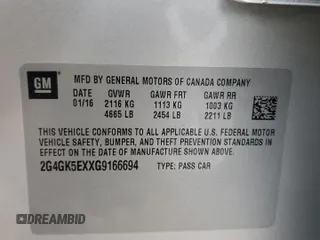 GM
MFD BY GENERAL MOTORS OF CANADA COMPANY
DATE GVWR GAWR FRT GAWR RR
01/16 2116 KG 1113 KG 1003 KG
4665 LB 2454 LB 2211 LB
THIS VEHICLE CONFORMS TO ALL APPLICABLE U.S. FEDERAL MOTOR
VEHICLE SAFETY, BUMPER, AND THEFT PREVENTION STANDARDS IN
EFFECT ON THE DATE OF MANUFACTURE SHOWN ABOVE.
2G4GK5EXXG9166694 TYPE: PASS CAR
DREAMBID